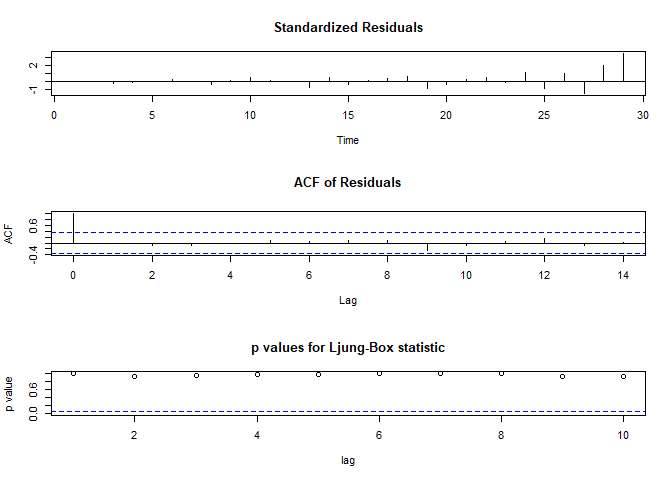 Standardized Residuals
2
-1
0 5 10 15 20 25 30
Time
ACF of Residuals
ACF
0.6
-0.4
0 2 4 6 8 10 12 14
Lag
p values for Ljung-Box statistic
p value
0.6
0.0
2 4 6 8 10
lag